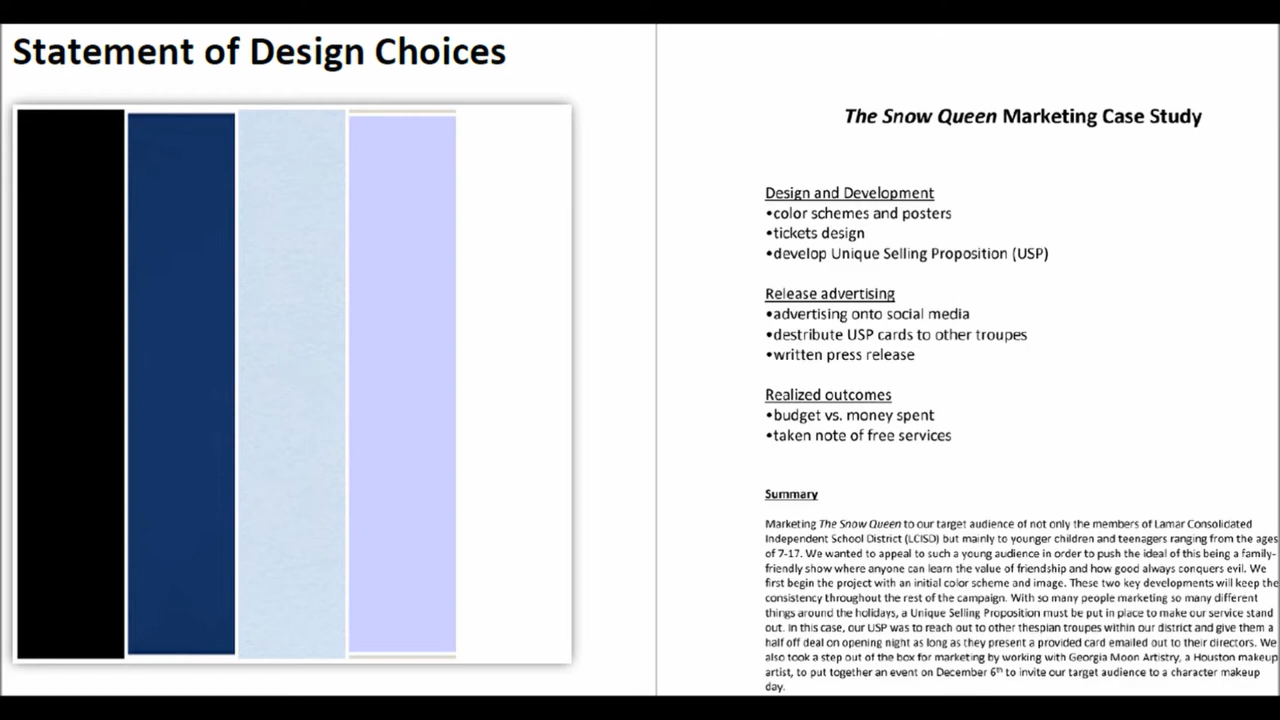 Statement of Design Choices
The Snow Queen Marketing Case Study
Design and Development
•color schemes and posters
•tickets design
•develop Unique Selling Proposition (USP)
Release advertising
•advertising onto social media
•destribute USP cards to other troupes
•written press release
Realized outcomes
•budget vs. money spent
•taken note of free services
Summary
Marketing The Snow Queen to our target audience of not only the members of Lamar Consolidated
Independent School District (LCISD) but mainly to younger children and teenagers ranging from the ages
of 7-17. We wanted to appeal to such a young audience in order to push the ideal of this being a family-
friendly show where anyone can learn the value of friendship and how good always conquers evil. We
first begin the project with an initial color scheme and image. These two key developments will keep the
consistency throughout the rest of the campaign. With so many people marketing so many different
things around the holidays, a Unique Selling Proposition must be put in place to make our service stand
out. In this case, our USP was to reach out to other thespian troupes within our district and give them a
half off deal on opening night as long as they present a provided card emailed out to their directors. We
also took a step out of the box for marketing by working with Georgia Moon Artistry, a Houston makeup
artist, to put together an event on December 6th to invite our target audience to a character makeup
day.